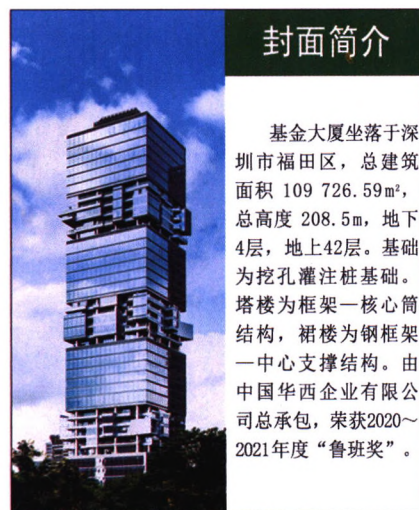 封面简介
基金大厦坐落于深
圳市福田区，总建筑
面积 109 726.59m²，
总高度 208.5m，地下
4层，地上42层。基础
为挖孔灌注桩基础。
塔楼为框架—核心筒
结构，裙楼为钢框架
—中心支撑结构。由
中国华西企业有限公
司总承包，荣获2020～
2021年度“鲁班奖”。